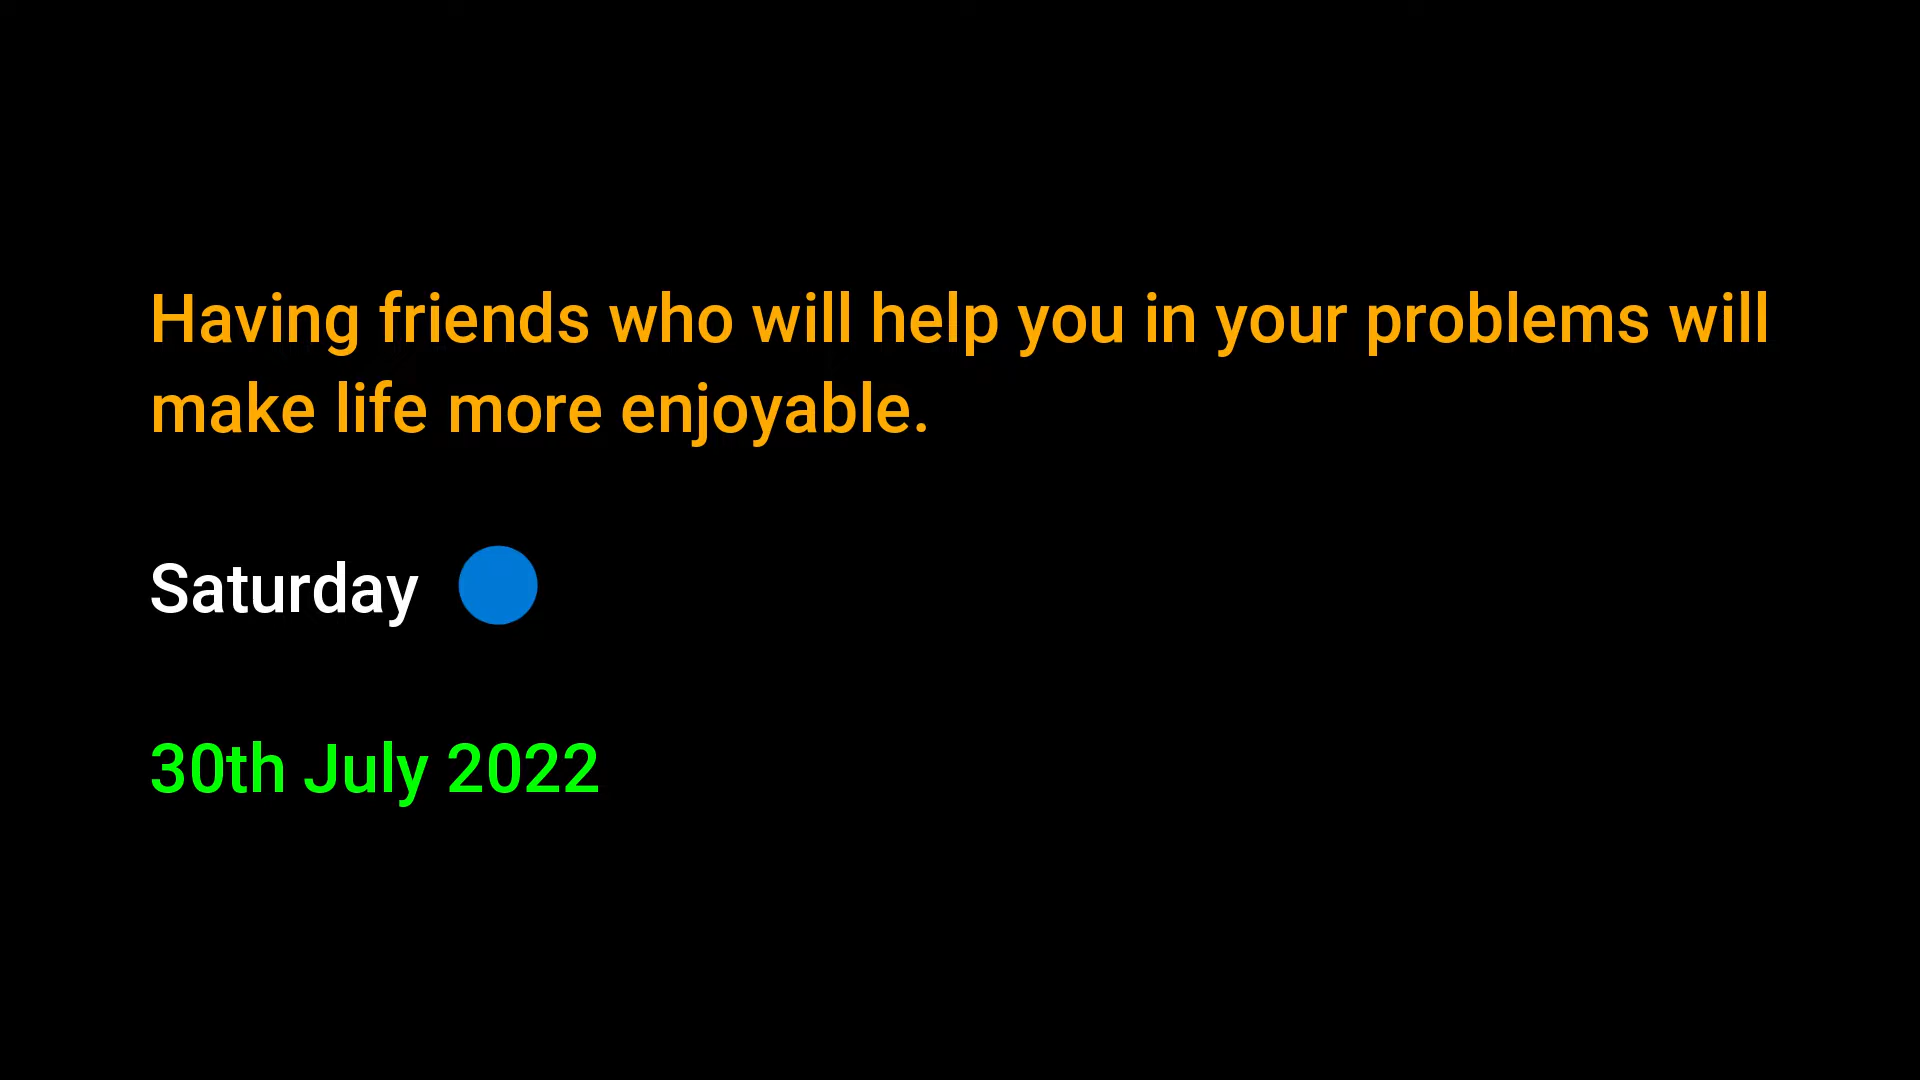 Having friends who will help you in your problems will
make life more enjoyable.
Saturday
30th July 2022